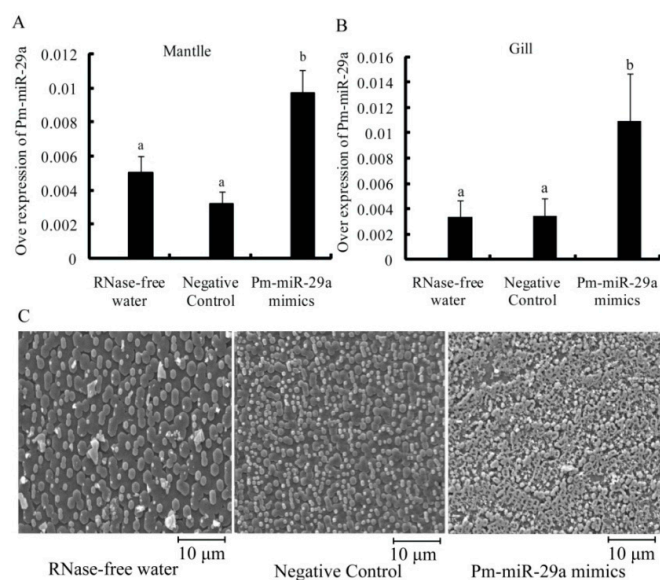 A
Mantlle
Ove rexpression of Pm-miR-29a
0.012
0.01
0.008
0.006
0.004
0.002
0
a
a
b
RNase-free water
Negative Control
Pm-miR-29a mimics
B
Gill
Over expression of Pm-miR-29a
0.016
0.014
0.012
0.01
0.008
0.006
0.004
0.002
0
a
a
b
RNase-free water
Negative Control
Pm-miR-29a mimics
C
10 μm
10 μm
10 μm
RNase-free water
Negative Control
Pm-miR-29a mimics